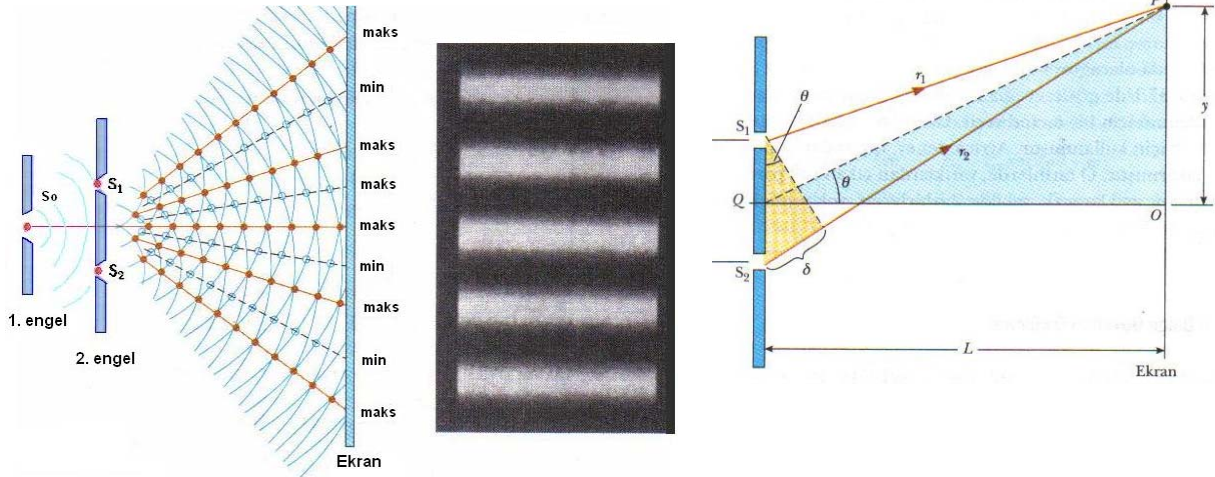 maks
min
maks
maks
maks
min
maks
min
maks
Ekran
So
S1
S2
1. engel
2. engel
P
r1
θ
S1
r2
y
Q
θ
O
S2
δ
L
Ekran